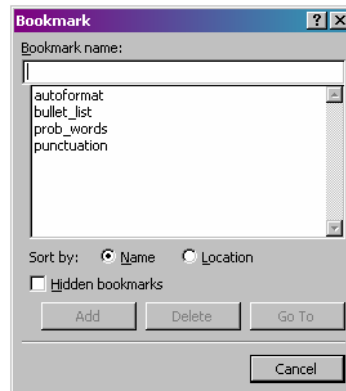 Bookmark
Bookmark name:
autoformat
bullet_list
prob_words
punctuation
Sort by: Name Location
Hidden bookmarks
Add Delete Go To
Cancel